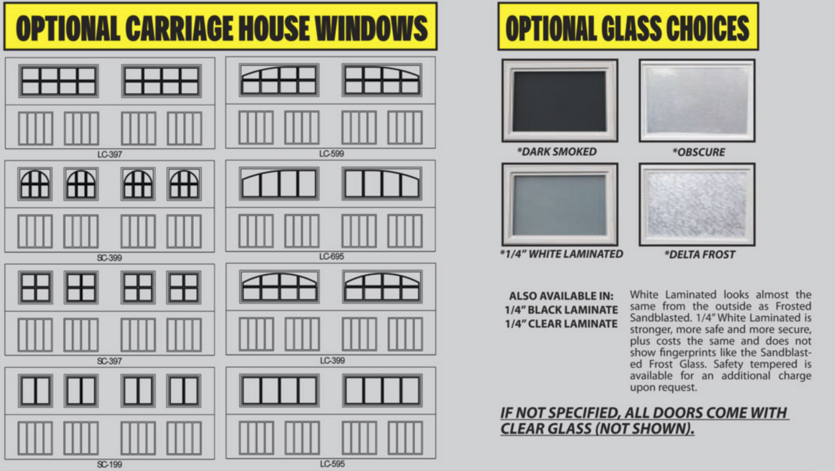 OPTIONAL CARRIAGE HOUSE WINDOWS
LC-397
LC-599
SC-399
LC-695
SC-397
LC-399
SC-199
LC-595
OPTIONAL GLASS CHOICES
*DARK SMOKED
*OBSCURE
*1/4" WHITE LAMINATED
*DELTA FROST
ALSO AVAILABLE IN:
1/4" BLACK LAMINATE
1/4" CLEAR LAMINATE
White Laminated looks almost the
same from the outside as Frosted
Sandblasted. 1/4" White Laminated is
stronger, more safe and more secure,
plus costs the same and does not
show fingerprints like the Sandblast-
ed Frost Glass. Safety tempered is
available for an additional charge
upon request.
IF NOT SPECIFIED, ALL DOORS COME WITH
CLEAR GLASS (NOT SHOWN).